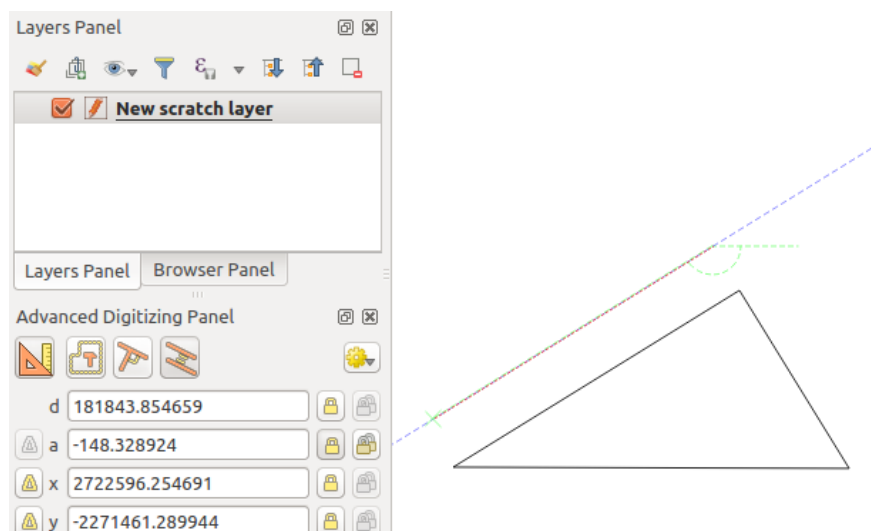 Layers Panel
New scratch layer
Layers Panel Browser Panel
Advanced Digitizing Panel
d 181843.854659
a -148.328924
x 2722596.254691
y -2271461.289944